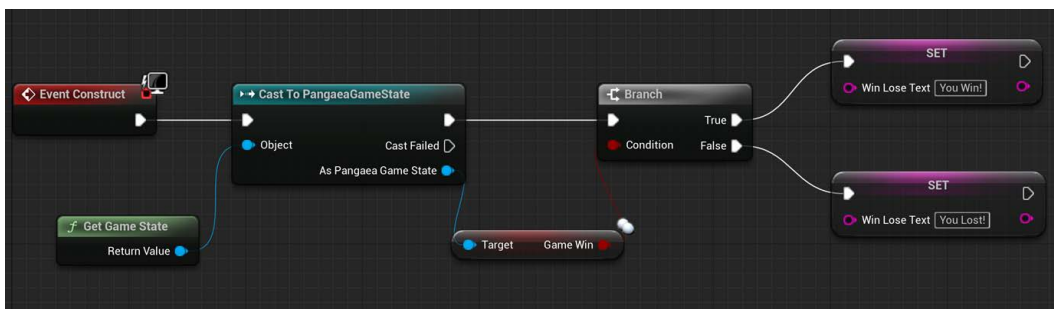 SET
Win Lose Text You Win!
Event Construct
Cast To PangaeaGameState
Branch
True
Object
Cast Failed
Condition
False
As Pangaea Game State
SET
Win Lose Text You Lost!
f Get Game State
Return Value
Target
Game Win